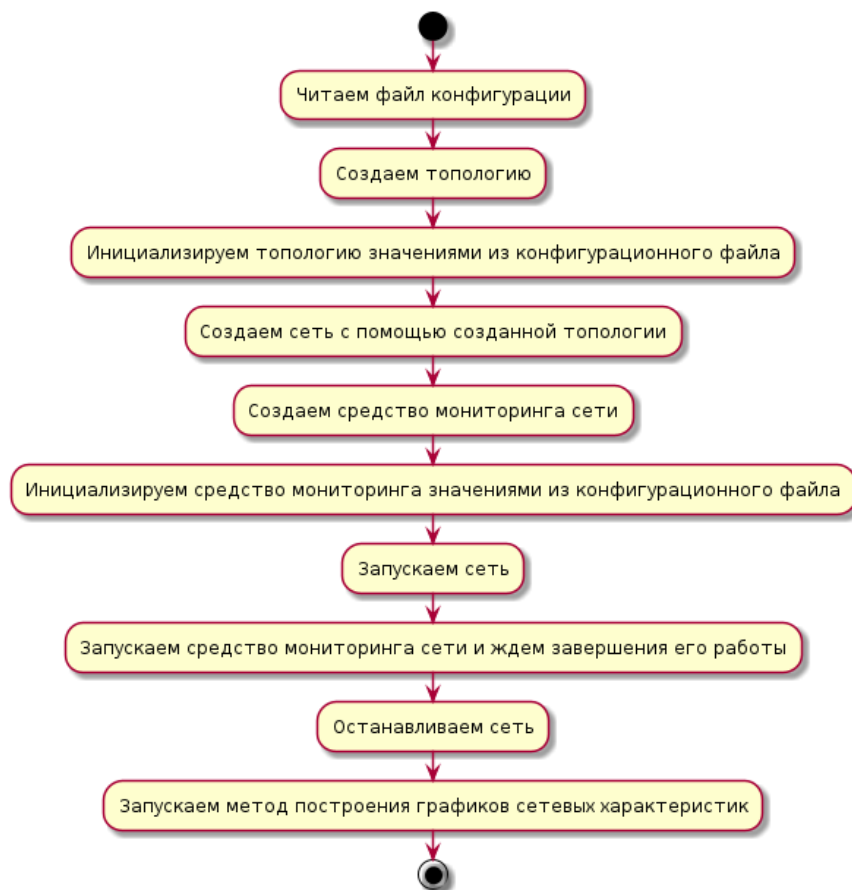 Читаем файл конфигурации
Создаем топологию
Инициализируем топологию значениями из конфигурационного файла
Создаем сеть с помощью созданной топологии
Создаем средство мониторинга сети
Инициализируем средство мониторинга значениями из конфигурационного файла
Запускаем сеть
Запускаем средство мониторинга сети и ждем завершения его работы
Останавливаем сеть
Запускаем метод построения графиков сетевых характеристик